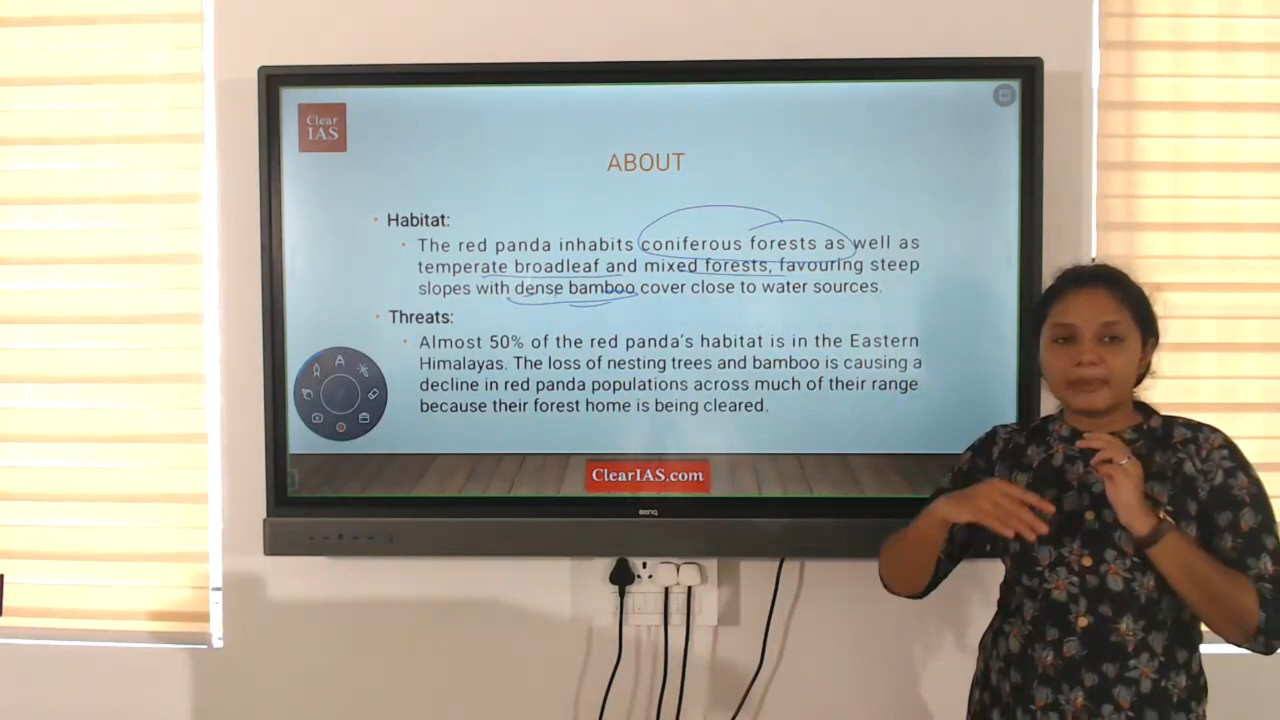 Clear
IAS
ABOUT
• Habitat:
• The red panda inhabits coniferous forests as well as
temperate broadleaf and mixed forests, favouring steep
slopes with dense bamboo cover close to water sources.
• Threats:
• Almost 50% of the red panda's habitat is in the Eastern
Himalayas. The loss of nesting trees and bamboo is causing a
decline in red panda populations across much of their range
because their forest home is being cleared.
ClearIAS.com
BenQ